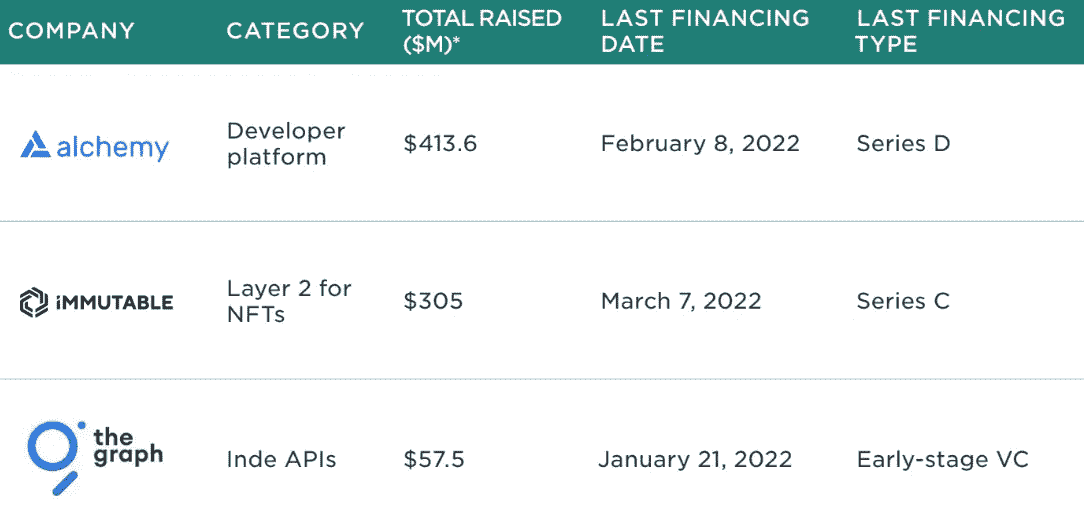 COMPANY
CATEGORY
TOTAL RAISED
($M)*
LAST FINANCING
DATE
LAST FINANCING
TYPE
alchemy
Developer
platform
$413.6
February 8, 2022
Series D
iMMUTABLE
Layer 2 for
NFTs
$305
March 7, 2022
Series C
the
graph
Inde APIs
$57.5
January 21, 2022
Early-stage VC